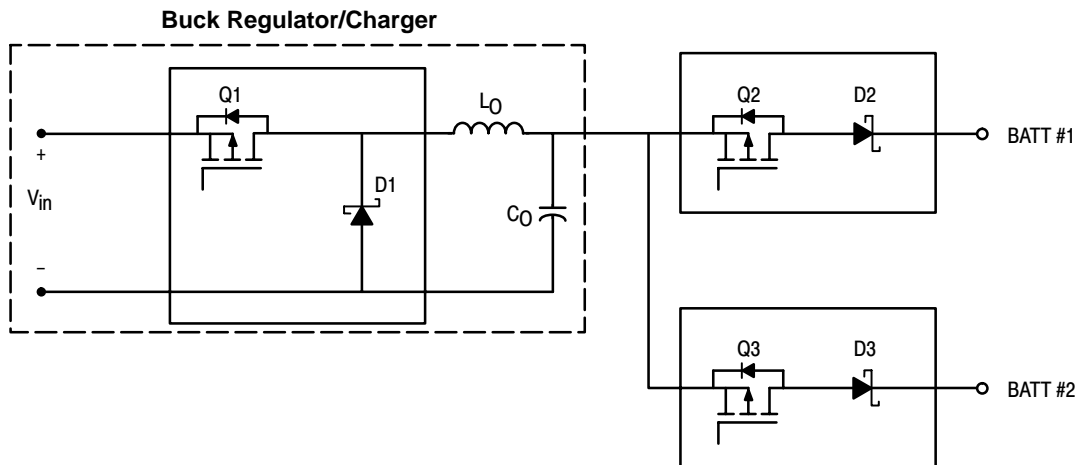 Buck Regulator/Charger
Q1
LO
Q2
D2
BATT #1
+
Vin
D1
CO
–
Q3
D3
BATT #2